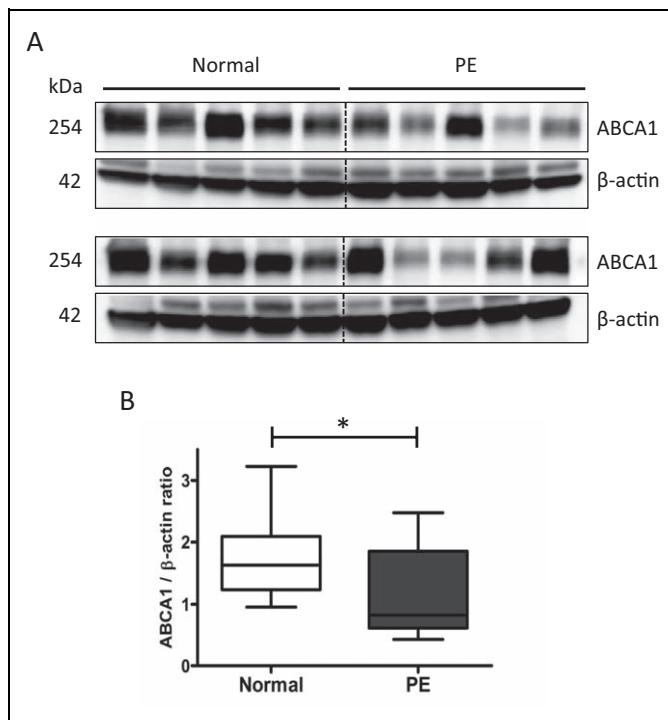 A
Normal PE
kDa
254 ABCA1
42 β-actin
254 ABCA1
42 β-actin
B
*
ABCA1 / β-actin ratio
3
2
1
0
Normal PE